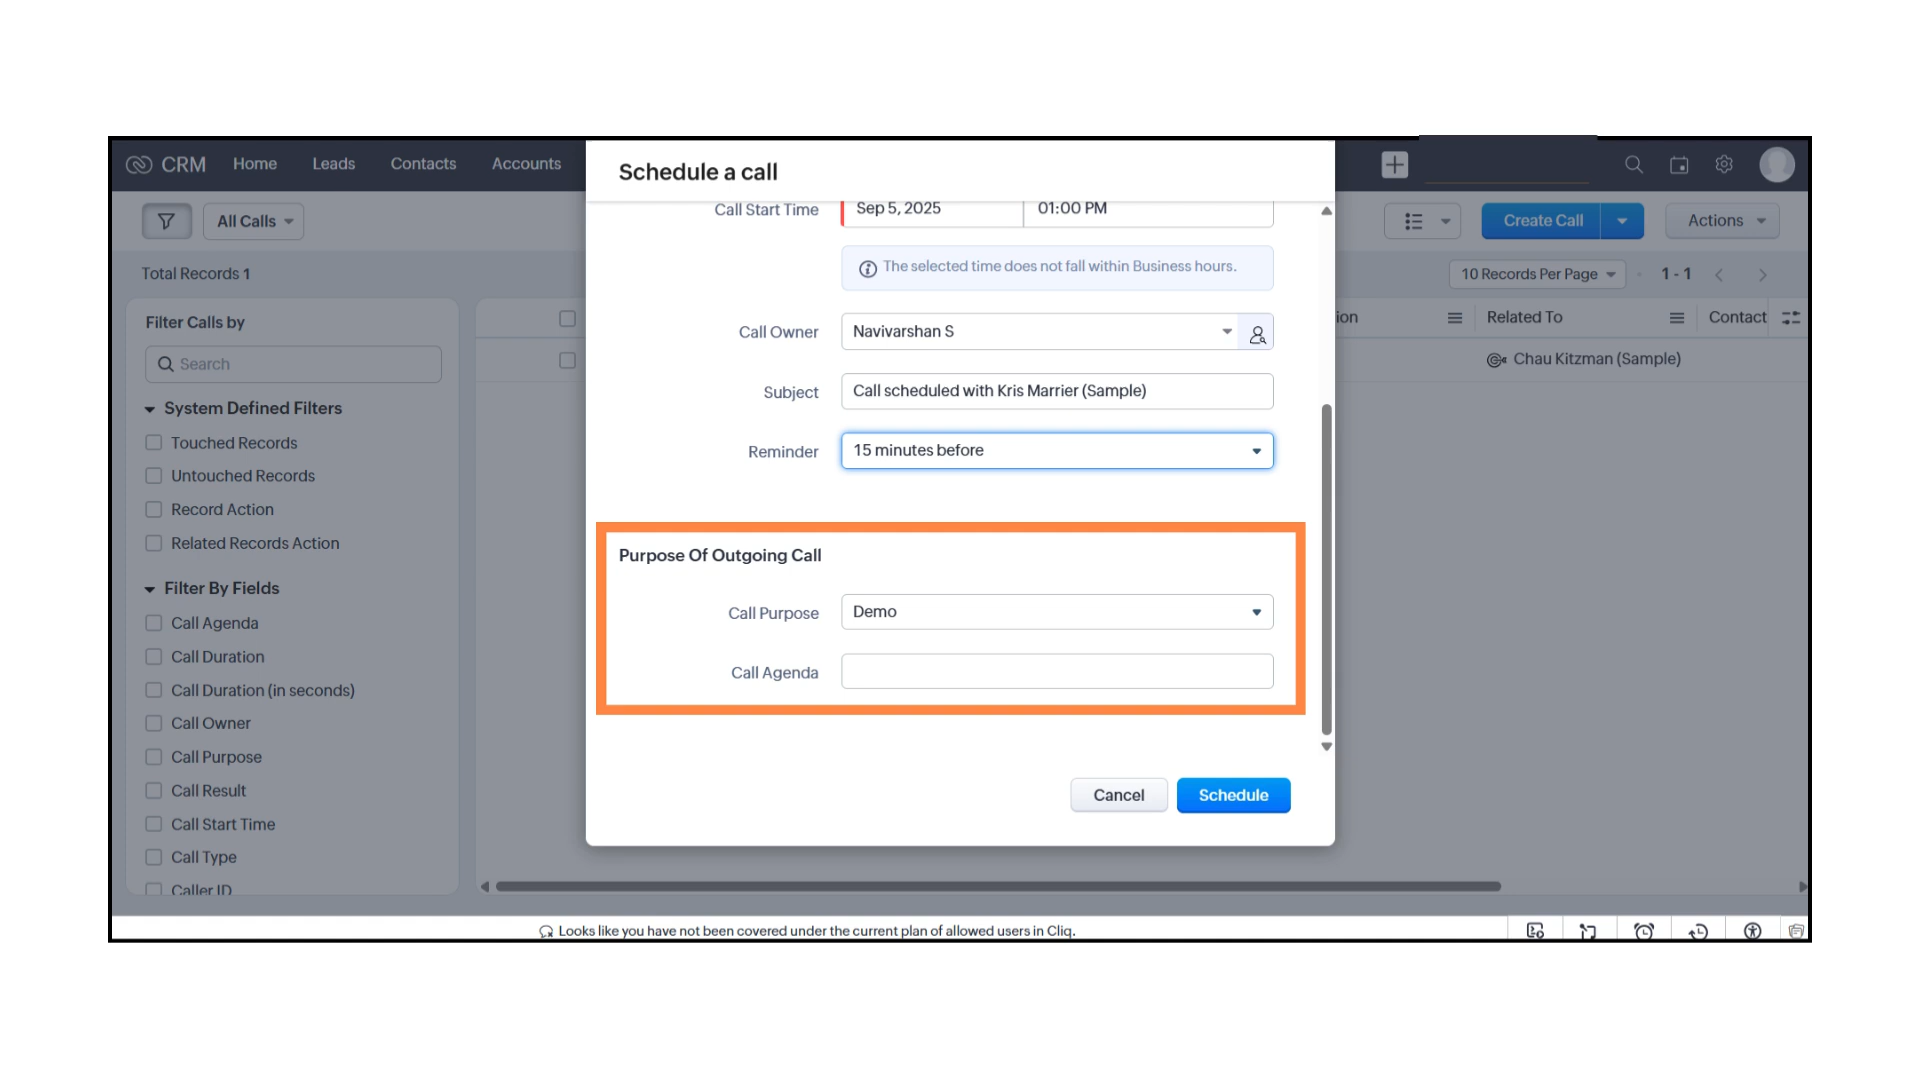 CRM Home Leads Contacts Accounts
All Calls
Create Call Actions
Total Records 1
10 Records Per Page 1 - 1
Filter Calls by
Search
System Defined Filters
Touched Records
Untouched Records
Record Action
Related Records Action
Filter By Fields
Call Agenda
Call Duration
Call Duration (in seconds)
Call Owner
Call Purpose
Call Result
Call Start Time
Call Type
Caller ID
ion Related To Contact
Chau Kitzman (Sample)
Schedule a call
Call Start Time Sep 5, 2025 01:00 PM
The selected time does not fall within Business hours.
Call Owner Navivarshan S
Subject Call scheduled with Kris Marrier (Sample)
Reminder 15 minutes before
Purpose Of Outgoing Call
Call Purpose Demo
Call Agenda
Cancel Schedule
Looks like you have not been covered under the current plan of allowed users in Cliq.